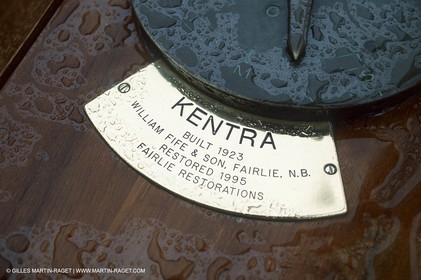 KENTRA
BUILT 1923
WILLIAM FIFE & SON, FAIRLIE, N.B.
RESTORED 1995
FAIRLIE RESTORATIONS
© GILLES MARTIN-RAGET | WWW.MARTIN-RAGET.COM